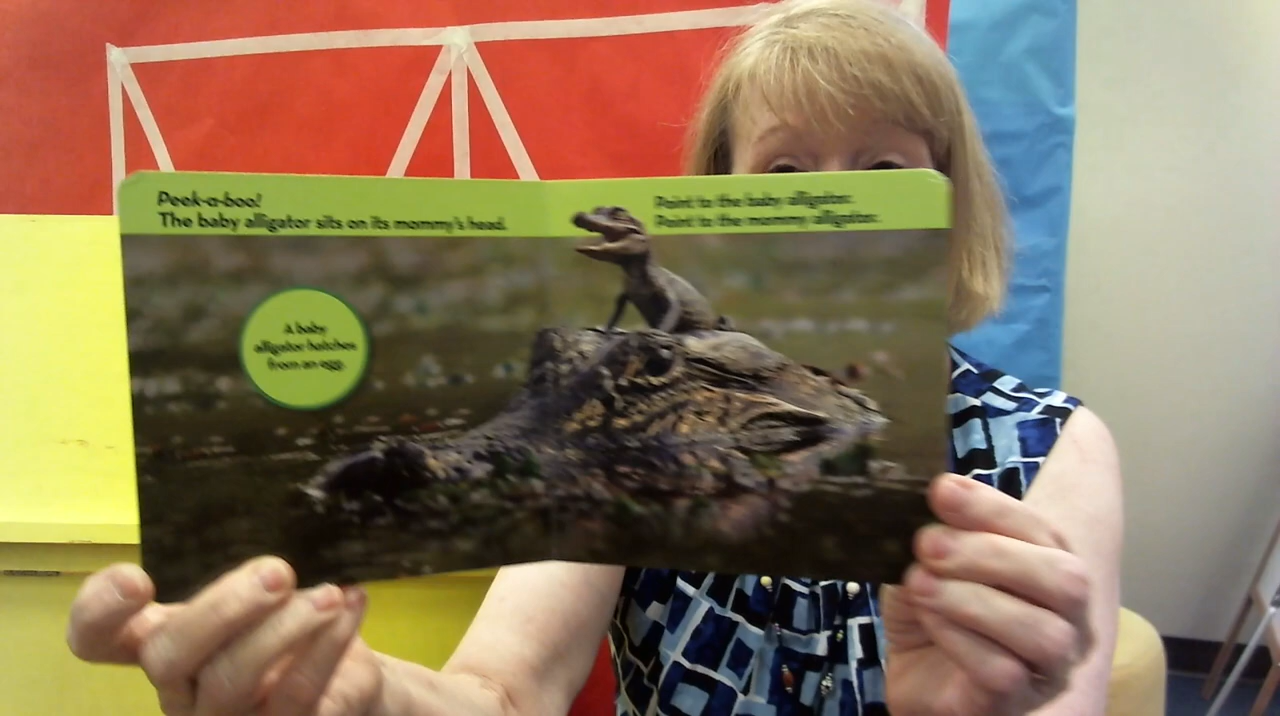 Peek-a-boo!
The baby alligator sits on its mommy's head.
Point to the baby alligator.
Point to the mommy alligator.
A baby
alligator hatches
from an egg.